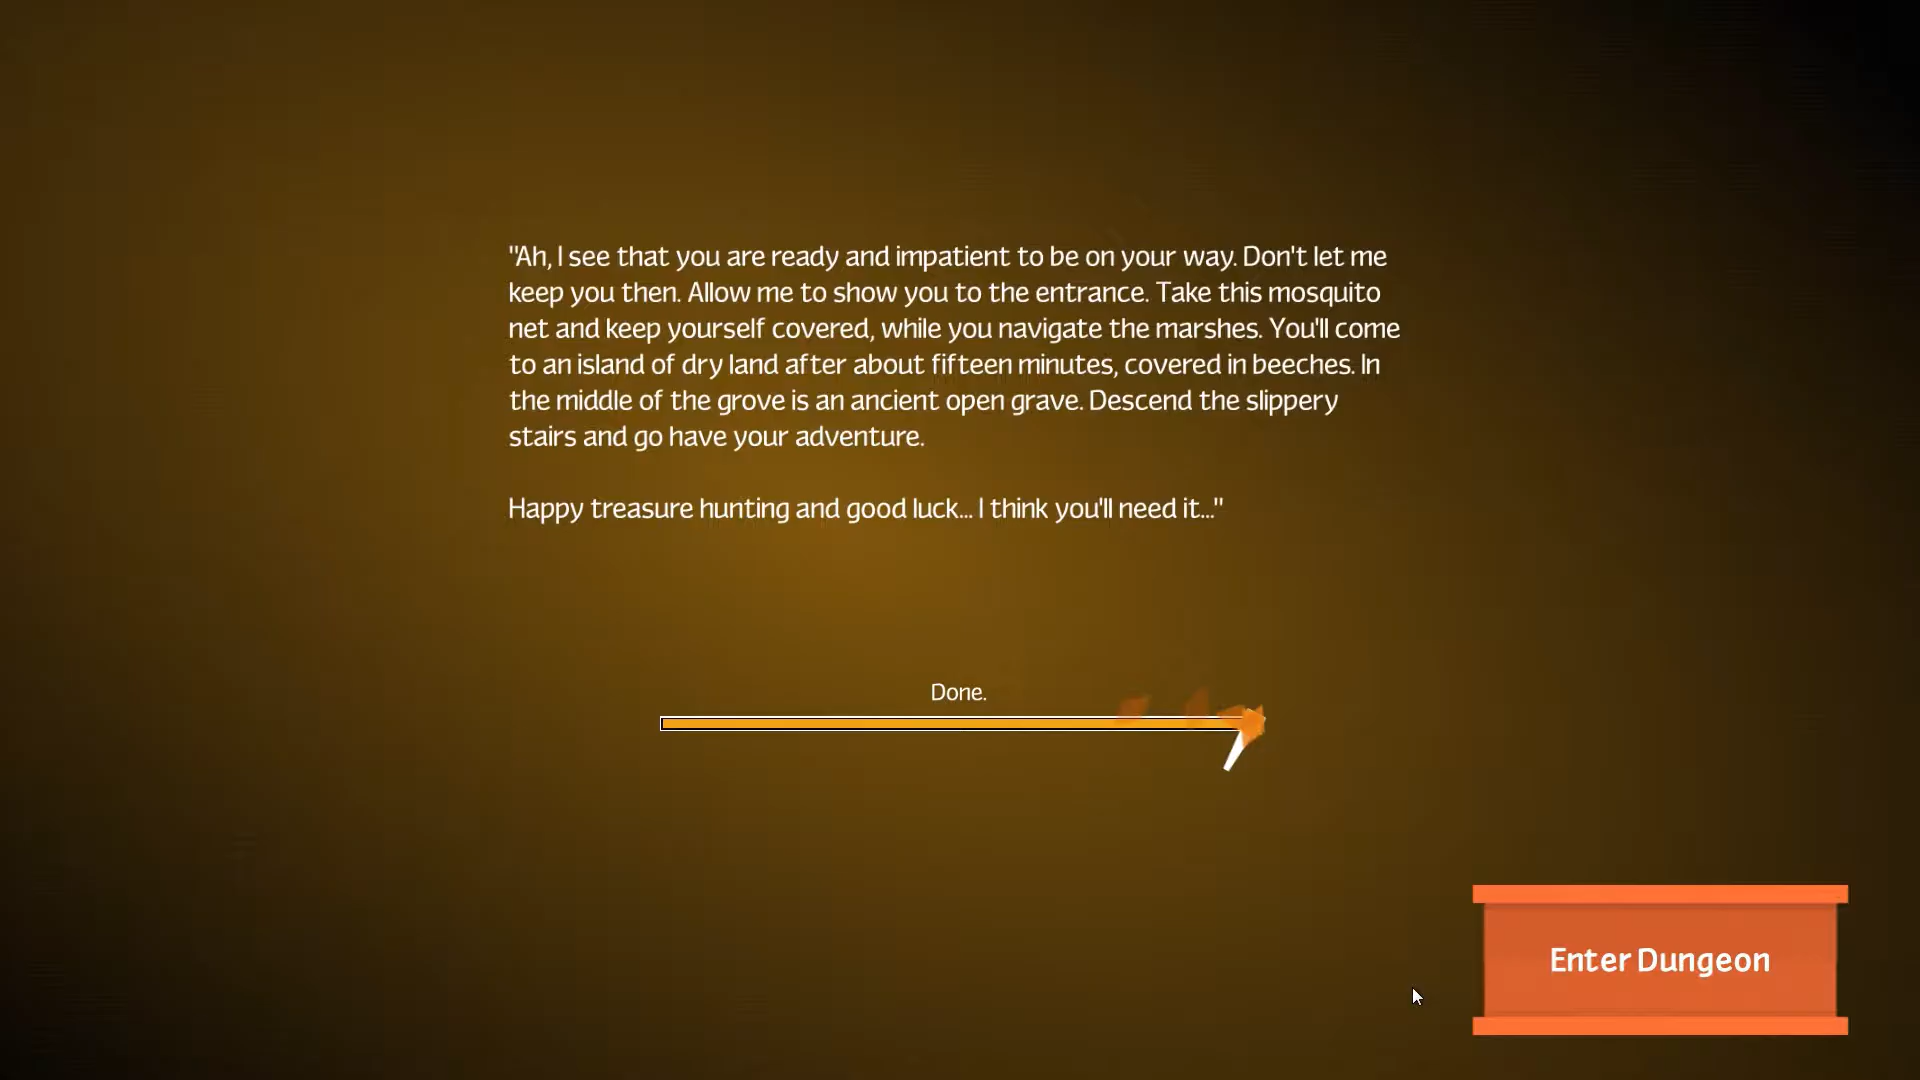 "Ah, I see that you are ready and impatient to be on your way. Don't let me
keep you then. Allow me to show you to the entrance. Take this mosquito
net and keep yourself covered, while you navigate the marshes. You'll come
to an island of dry land after about fifteen minutes, covered in beeches. In
the middle of the grove is an ancient open grave. Descend the slippery
stairs and go have your adventure.
Happy treasure hunting and good luck... I think you'll need it..."
Done.
Enter Dungeon